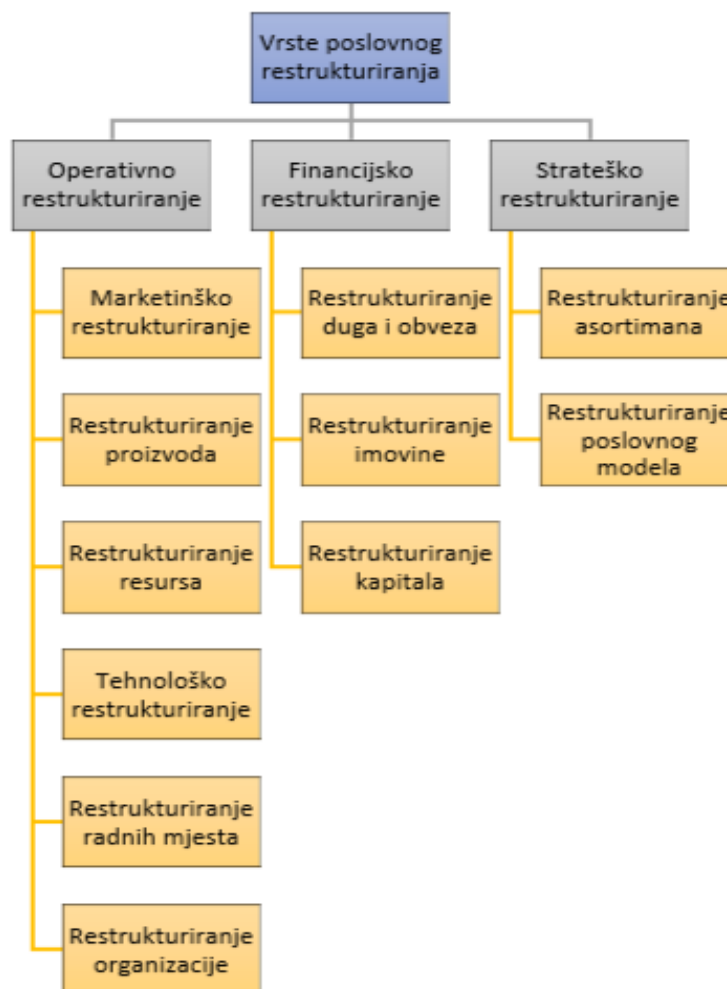 Vrste poslovnog
restrukturiranja
Operativno
restrukturiranje
Marketinško
restrukturiranje
Restrukturiranje
proizvoda
Restrukturiranje
resursa
Tehnološko
restrukturiranje
Restrukturiranje
radnih mjesta
Restrukturiranje
organizacije
Financijsko
restrukturiranje
Restrukturiranje
duga i obveza
Restrukturiranje
imovine
Restrukturiranje
kapitala
Strateško
restrukturiranje
Restrukturiranje
asortimana
Restrukturiranje
poslovnog
modela